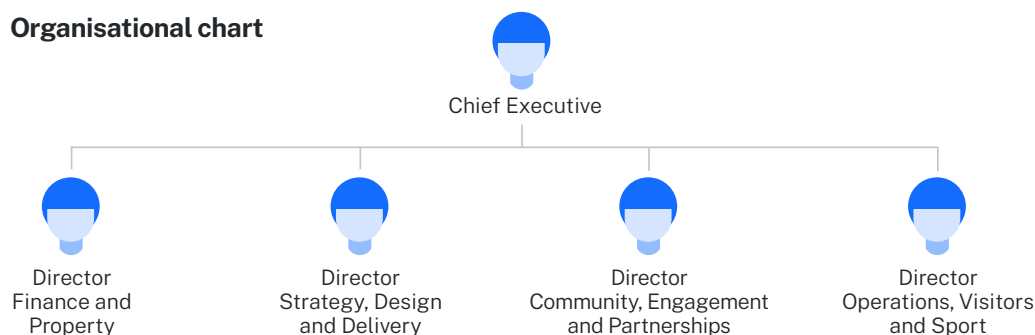 Organisational chart
Chief Executive
Director
Finance and
Property
Director
Strategy, Design
and Delivery
Director
Community, Engagement
and Partnerships
Director
Operations, Visitors
and Sport